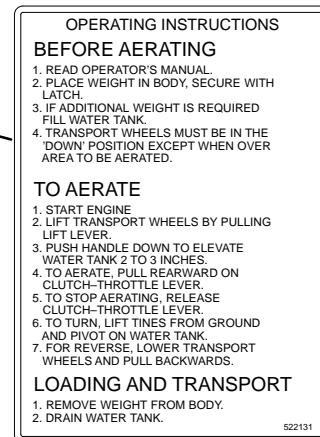 OPERATING INSTRUCTIONS
BEFORE AERATING
1. READ OPERATOR'S MANUAL.
2. PLACE WEIGHT IN BODY, SECURE WITH
LATCH.
3. IF ADDITIONAL WEIGHT IS REQUIRED
FILL WATER TANK.
4. TRANSPORT WHEELS MUST BE IN THE
'DOWN' POSITION EXCEPT WHEN OVER
AREA TO BE AERATED.
TO AERATE
1. START ENGINE
2. LIFT TRANSPORT WHEELS BY PULLING
LIFT LEVER.
3. PUSH HANDLE DOWN TO ELEVATE
WATER TANK 2 TO 3 INCHES.
4. TO AERATE, PULL REARWARD ON
CLUTCH–THROTTLE LEVER.
5. TO STOP AERATING, RELEASE
CLUTCH–THROTTLE LEVER.
6. TO TURN, LIFT TINES FROM GROUND
AND PIVOT ON WATER TANK.
7. FOR REVERSE, LOWER TRANSPORT
WHEELS AND PULL BACKWARDS.
LOADING AND TRANSPORT
1. REMOVE WEIGHT FROM BODY.
2. DRAIN WATER TANK.
522131